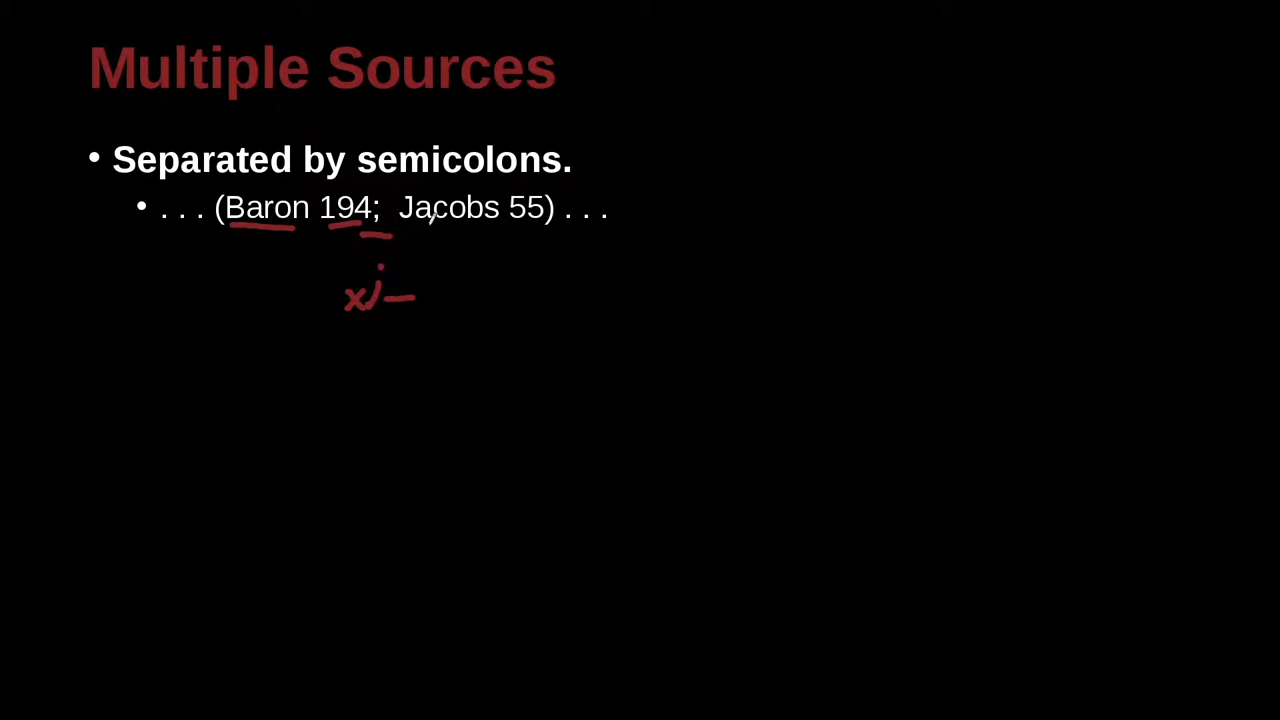 Multiple Sources
• Separated by semicolons.
• . . . (Baron 194;  Jacobs 55) . . .
x;–